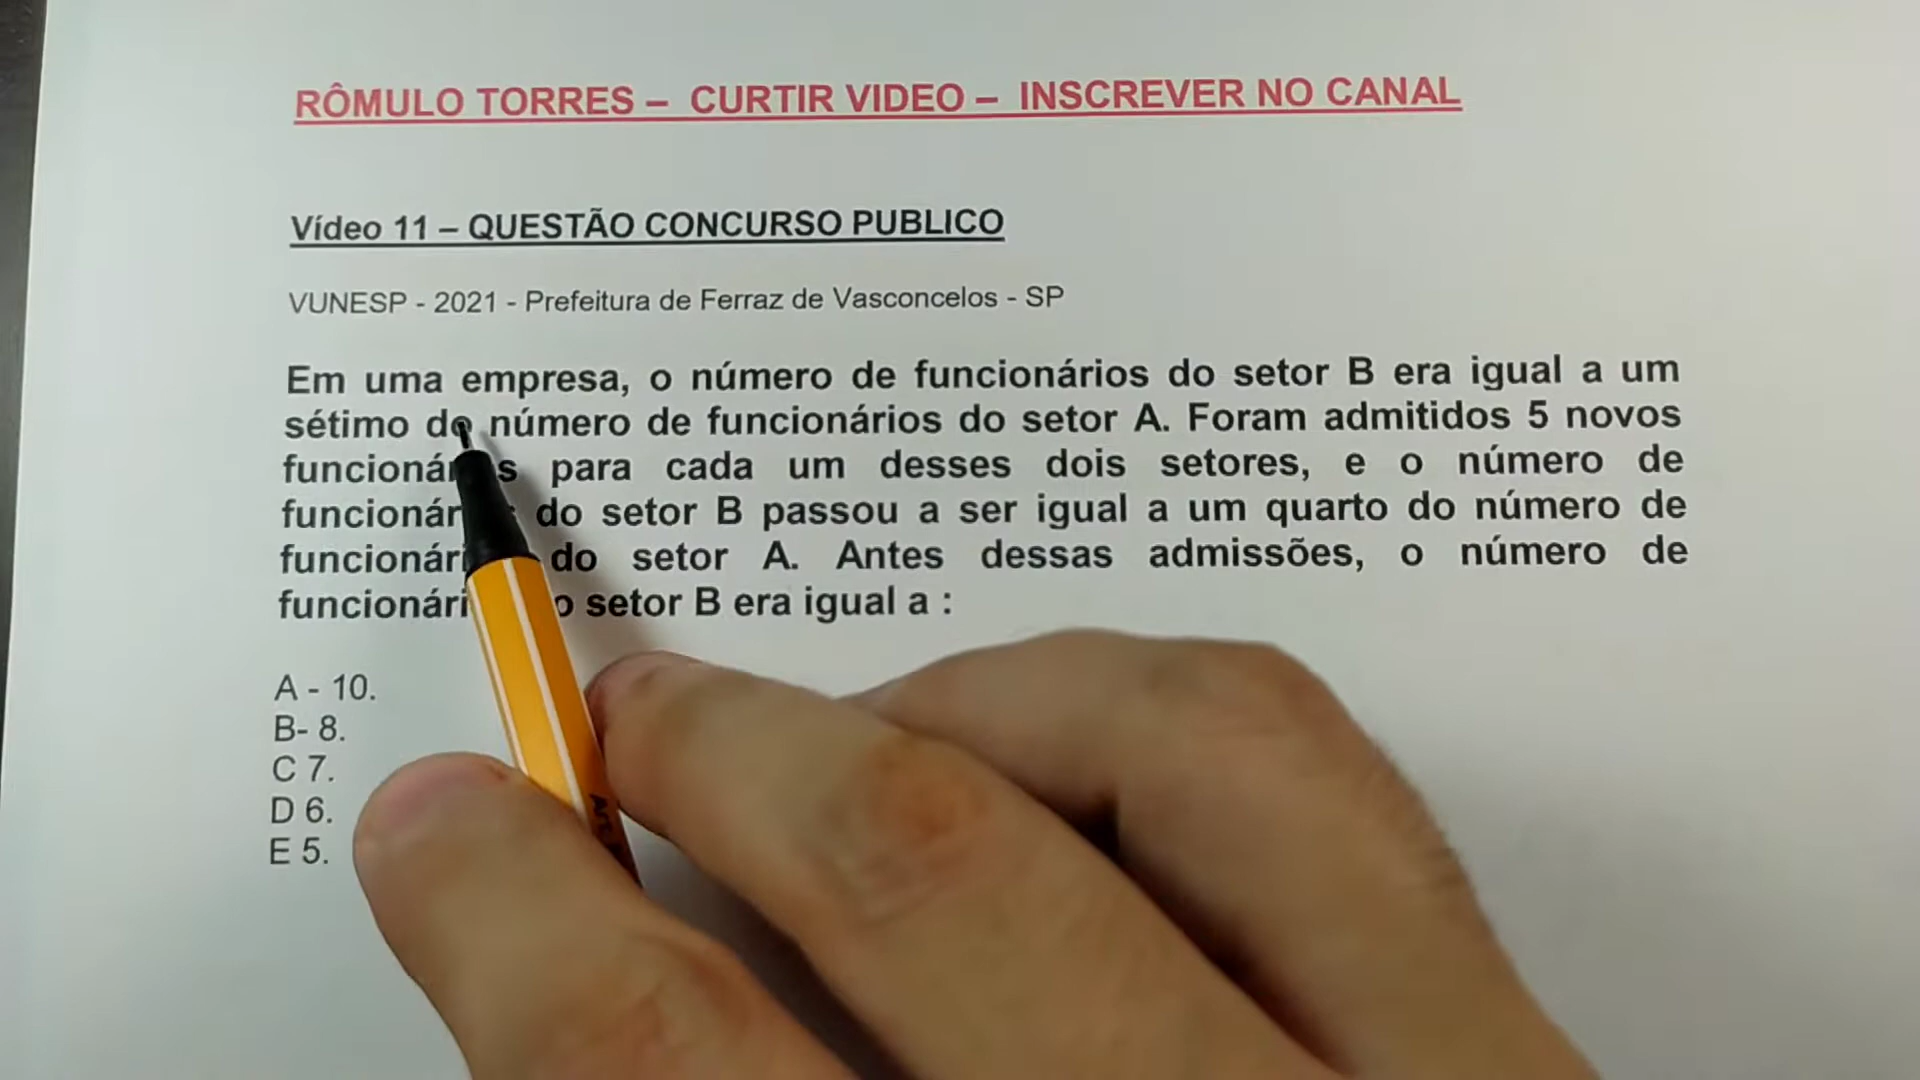 RÔMULO TORRES – CURTIR VIDEO – INSCREVER NO CANAL
Vídeo 11 – QUESTÃO CONCURSO PUBLICO
VUNESP - 2021 - Prefeitura de Ferraz de Vasconcelos - SP
Em uma empresa, o número de funcionários do setor B era igual a um
sétimo do número de funcionários do setor A. Foram admitidos 5 novos
para cada um desses dois setores, e o número de
do setor B passou a ser igual a um quarto do número de
do setor A. Antes dessas admissões, o número de
setor B era igual a :
A - 10.
B- 8.
C 7.
D 6.
E 5.